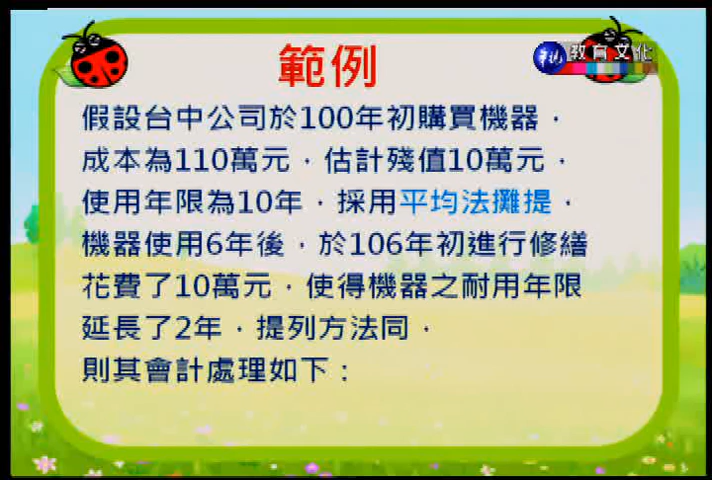 範例
華視 教育文化
假設台中公司於100年初購買機器，
成本為110萬元，估計殘值10萬元，
使用年限為10年，採用平均法攤提，
機器使用6年後，於106年初進行修繕
花費了10萬元，使得機器之耐用年限
延長了2年，提列方法同，
則其會計處理如下：